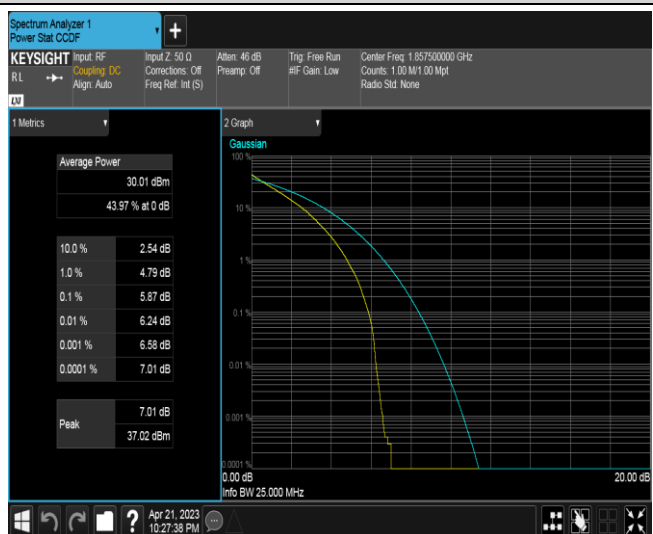 Spectrum Analyzer 1
Power Stat CCDF
+
KEYSIGHT
RL
LXI
Input: RF
Coupling: DC
Align: Auto
Input Z: 50 Ω
Corrections: Off
Freq Ref: Int (S)
Atten: 46 dB
Preamp: Off
Trig: Free Run
#IF Gain: Low
Center Freq: 1.857500000 GHz
Counts: 1.00 M/1.00 Mpt
Radio Std: None
1 Metrics
Average Power
30.01 dBm
43.97 % at 0 dB
10.0 % 2.54 dB
1.0 % 4.79 dB
0.1 % 5.87 dB
0.01 % 6.24 dB
0.001 % 6.58 dB
0.0001 % 7.01 dB
Peak
7.01 dB
37.02 dBm
2 Graph
Gaussian
100 %
10 %
1 %
0.1 %
0.01 %
0.001 %
0.0001 %
0.00 dB
20.00 dB
Info BW 25.000 MHz
?
Apr 21, 2023
10:27:38 PM